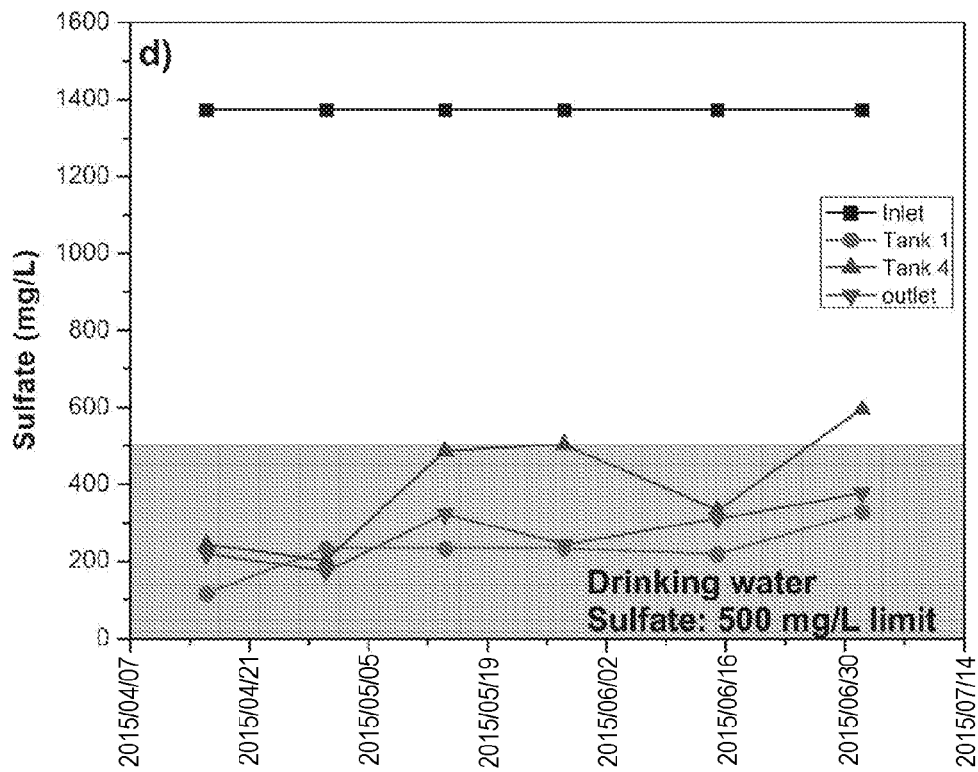 d)
Sulfate (mg/L)
1600
1400
1200
1000
800
600
400
200
0
Inlet
Tank 1
Tank 4
outlet
Drinking water
Sulfate: 500 mg/L limit
2015/04/07
2015/04/21
2015/05/05
2015/05/19
2015/06/02
2015/06/16
2015/06/30
2015/07/14